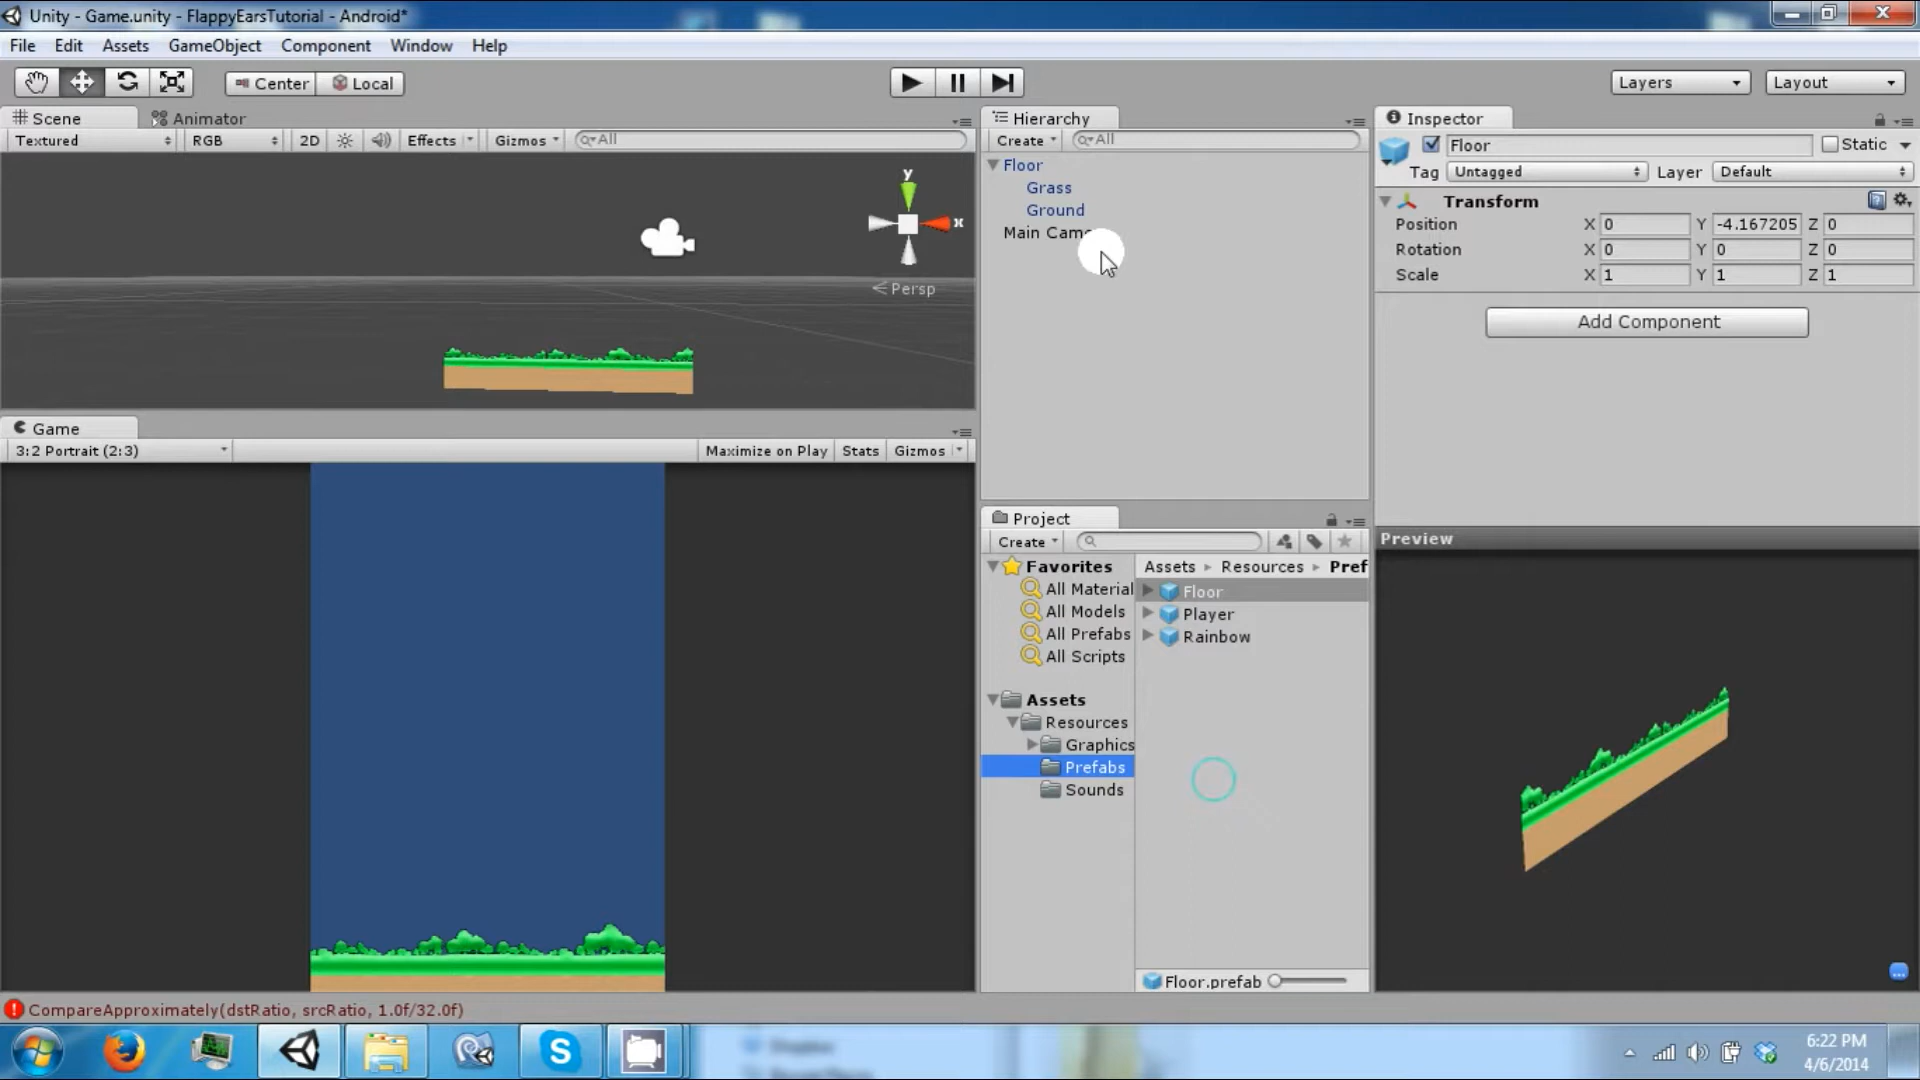 Unity - Game.unity - FlappyEarsTutorial - Android*
File Edit Assets GameObject Component Window Help
Center Local Layers Layout
Scene Animator
Textured RGB 2D Effects Gizmos All
y
x
Persp
Hierarchy
Create All
Floor
Grass
Ground
Main Came
Inspector
Floor Static
Tag Untagged Layer Default
Transform
Position X 0 Y -4.167205 Z 0
Rotation X 0 Y 0 Z 0
Scale X 1 Y 1 Z 1
Add Component
Game
3:2 Portrait (2:3) Maximize on Play Stats Gizmos
Project
Create
Favorites
All Material
All Models
All Prefabs
All Scripts
Assets
Resources
Graphics
Prefabs
Sounds
Assets Resources Pref
Floor
Player
Rainbow
Floor.prefab
Preview
CompareApproximately(dstRatio, srcRatio, 1.0f/32.0f)
6:22 PM
4/6/2014